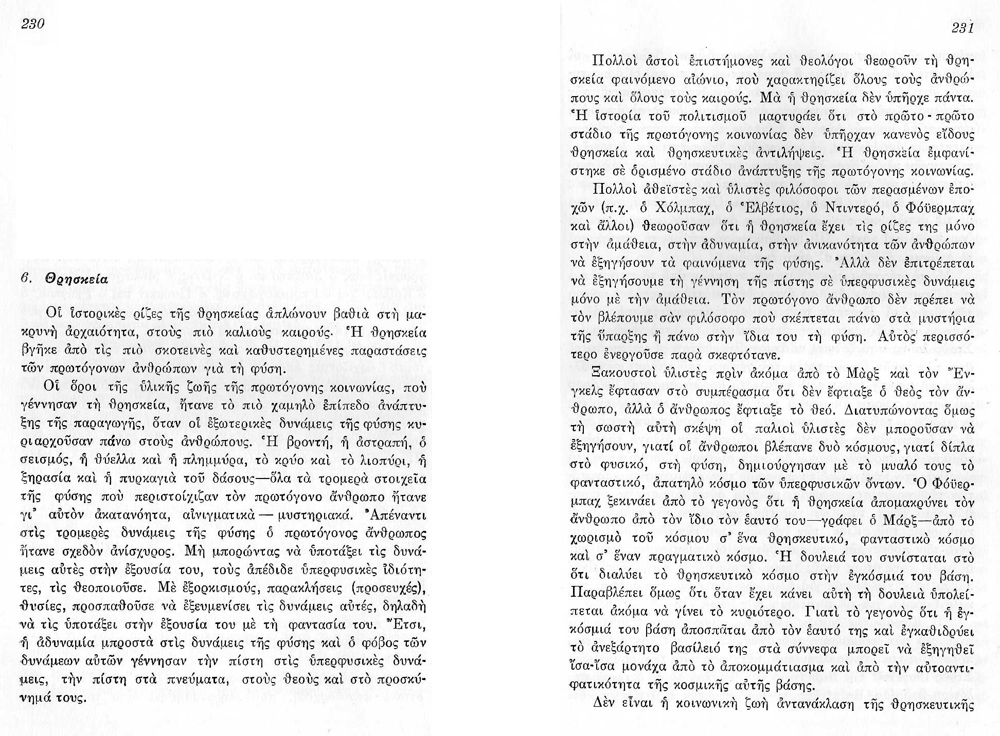 230
6. Θρησκεία
Οἱ ἱστορικὲς ρίζες τῆς θρησκείας ἁπλώνουν βαθιὰ στὴ μα-
κρυνὴ ἀρχαιότητα, στοὺς πιὸ καλιοὺς καιρούς. Ἡ θρησκεία
βγῆκε ἀπὸ τὶς πιὸ σκοτεινὲς καὶ καθυστερημένες παραστάσεις
τῶν πρωτόγονων ἀνθρώπων γιὰ τὴ φύση.
Οἱ ὅροι τῆς ὑλικῆς ζωῆς τῆς πρωτόγονης κοινωνίας, ποὺ
γέννησαν τὴ θρησκεία, ἤτανε τὸ πιὸ χαμηλὸ ἐπίπεδο ἀνάπτυ-
ξης τῆς παραγωγῆς, ὅταν οἱ ἐξωτερικὲς δυνάμεις τῆς φύσης κυ-
ριαρχοῦσαν πάνω στοὺς ἀνθρώπους. Ἡ βροντή, ἡ ἀστραπή, ὁ
σεισμός, ἡ θύελλα καὶ ἡ πλημμύρα, τὸ κρύο καὶ τὸ λιοπύρι, ἡ
ξηρασία καὶ ἡ πυρκαγιὰ τοῦ δάσους—ὅλα τὰ τρομερὰ στοιχεῖα
τῆς φύσης ποὺ περιστοίχιζαν τὸν πρωτόγονο ἄνθρωπο ἤτανε
γι’ αὐτὸν ἀκατανόητα, αἰνιγματικὰ — μυστηριακά. Ἀπέναντι
στὶς τρομερὲς δυνάμεις τῆς φύσης ὁ πρωτόγονος ἄνθρωπος
ἤτανε σχεδὸν ἀνίσχυρος. Μὴ μπορώντας νὰ ὑποτάξει τὶς δυνά-
μεις αὐτὲς στὴν ἐξουσία του, τοὺς ἀπέδιδε ὑπερφυσικὲς ἰδιότη-
τες, τὶς θεοποιοῦσε. Μὲ ἐξορκισμούς, παρακλήσεις (προσευχές),
θυσίες, προσπαθοῦσε νὰ ἐξευμενίσει τὶς δυνάμεις αὐτές, δηλαδὴ
νὰ τὶς ὑποτάξει στὴν ἐξουσία του μὲ τὴ φαντασία του. Ἔτσι,
ἡ ἀδυναμία μπροστὰ στὶς δυνάμεις τῆς φύσης καὶ ὁ φόβος τῶν
δυνάμεων αὐτῶν γέννησαν τὴν πίστη στὶς ὑπερφυσικὲς δυνά-
μεις, τὴν πίστη στὰ πνεύματα, στοὺς θεοὺς καὶ στὸ προσκύ-
νημά τους.
231
Πολλοὶ ἀστοὶ ἐπιστήμονες καὶ θεολόγοι θεωροῦν τὴ θρη-
σκεία φαινόμενο αἰώνιο, ποὺ χαρακτηρίζει ὅλους τοὺς ἀνθρώ-
πους καὶ ὅλους τοὺς καιρούς. Μὰ ἡ θρησκεία δὲν ὑπῆρχε πάντα.
Ἡ ἱστορία τοῦ πολιτισμοῦ μαρτυράει ὅτι στὸ πρῶτο - πρῶτο
στάδιο τῆς πρωτόγονης κοινωνίας δὲν ὑπῆρχαν κανενὸς εἴδους
θρησκεία καὶ θρησκευτικὲς ἀντιλήψεις. Ἡ θρησκεία ἐμφανί-
στηκε σὲ ὁρισμένο στάδιο ἀνάπτυξης τῆς πρωτόγονης κοινωνίας.
Πολλοὶ ἀθεϊστὲς καὶ ὑλιστὲς φιλόσοφοι τῶν περασμένων ἐπο-
χῶν (π.χ. ὁ Χόλμπαχ, ὁ Ἑλβέτιος, ὁ Ντιντερό, ὁ Φόϋερμπαχ
καὶ ἄλλοι) θεωροῦσαν ὅτι ἡ θρησκεία ἔχει τὶς ρίζες της μόνο
στὴν ἀμάθεια, στὴν ἀδυναμία, στὴν ἀνικανότητα τῶν ἀνθρώπων
νὰ ἐξηγήσουν τὰ φαινόμενα τῆς φύσης. Ἀλλὰ δὲν ἐπιτρέπεται
νὰ ἐξηγήσουμε τὴ γέννηση τῆς πίστης σὲ ὑπερφυσικὲς δυνάμεις
μόνο μὲ τὴν ἀμάθεια. Τὸν πρωτόγονο ἄνθρωπο δὲν πρέπει νὰ
τὸν βλέπουμε σὰν φιλόσοφο ποὺ σκέπτεται πάνω στὰ μυστήρια
τῆς ὕπαρξης ἢ πάνω στὴν ἴδια του τὴ φύση. Αὐτὸς περισσό-
τερο ἐνεργοῦσε παρὰ σκεφτότανε.
Ξακουστοὶ ὑλιστὲς πρὶν ἀκόμα ἀπὸ τὸ Μὰρξ καὶ τὸν Ἔν-
γκελς ἔφτασαν στὸ συμπέρασμα ὅτι δὲν ἔφτιαξε ὁ θεὸς τὸν ἄν-
θρωπο, ἀλλὰ ὁ ἄνθρωπος ἔφτιαξε τὸ θεό. Διατυπώνοντας ὅμως
τὴ σωστὴ αὐτὴ σκέψη οἱ παλιοὶ ὑλιστὲς δὲν μποροῦσαν νὰ
ἐξηγήσουν, γιατί οἱ ἄνθρωποι βλέπανε δυὸ κόσμους, γιατί δίπλα
στὸ φυσικό, στὴ φύση, δημιούργησαν μὲ τὸ μυαλό τους τὸ
φανταστικό, ἀπατηλὸ κόσμο τῶν ὑπερφυσικῶν ὄντων. Ὁ Φόϋερ-
μπαχ ξεκινάει ἀπὸ τὸ γεγονὸς ὅτι ἡ θρησκεία ἀπομακρύνει τὸν
ἄνθρωπο ἀπὸ τὸν ἴδιο τὸν ἑαυτό του—γράφει ὁ Μάρξ—ἀπὸ τὸ
χωρισμὸ τοῦ κόσμου σ’ ἕνα θρησκευτικό, φανταστικὸ κόσμο
καὶ σ’ ἕναν πραγματικὸ κόσμο. Ἡ δουλειά του συνίσταται στὸ
ὅτι διαλύει τὸ θρησκευτικὸ κόσμο στὴν ἐγκόσμιά του βάση.
Παραβλέπει ὅμως ὅτι ὅταν ἔχει κάνει αὐτὴ τὴ δουλειὰ ὑπολεί-
πεται ἀκόμα νὰ γίνει τὸ κυριότερο. Γιατὶ τὸ γεγονὸς ὅτι ἡ ἐγ-
κόσμιά του βάση ἀποσπᾶται ἀπὸ τὸν ἑαυτό της καὶ ἐγκαθιδρύει
τὸ ἀνεξάρτητο βασίλειό της στὰ σύννεφα μπορεῖ νὰ ἐξηγηθεῖ
ἴσα-ἴσα μονάχα ἀπὸ τὸ ἀποκομμάτιασμα καὶ ἀπὸ τὴν αὐτοαντι-
φατικότητα τῆς κοσμικῆς αὐτῆς βάσης.
Δὲν εἶναι ἡ κοινωνικὴ ζωὴ ἀντανάκλαση τῆς θρησκευτικῆς